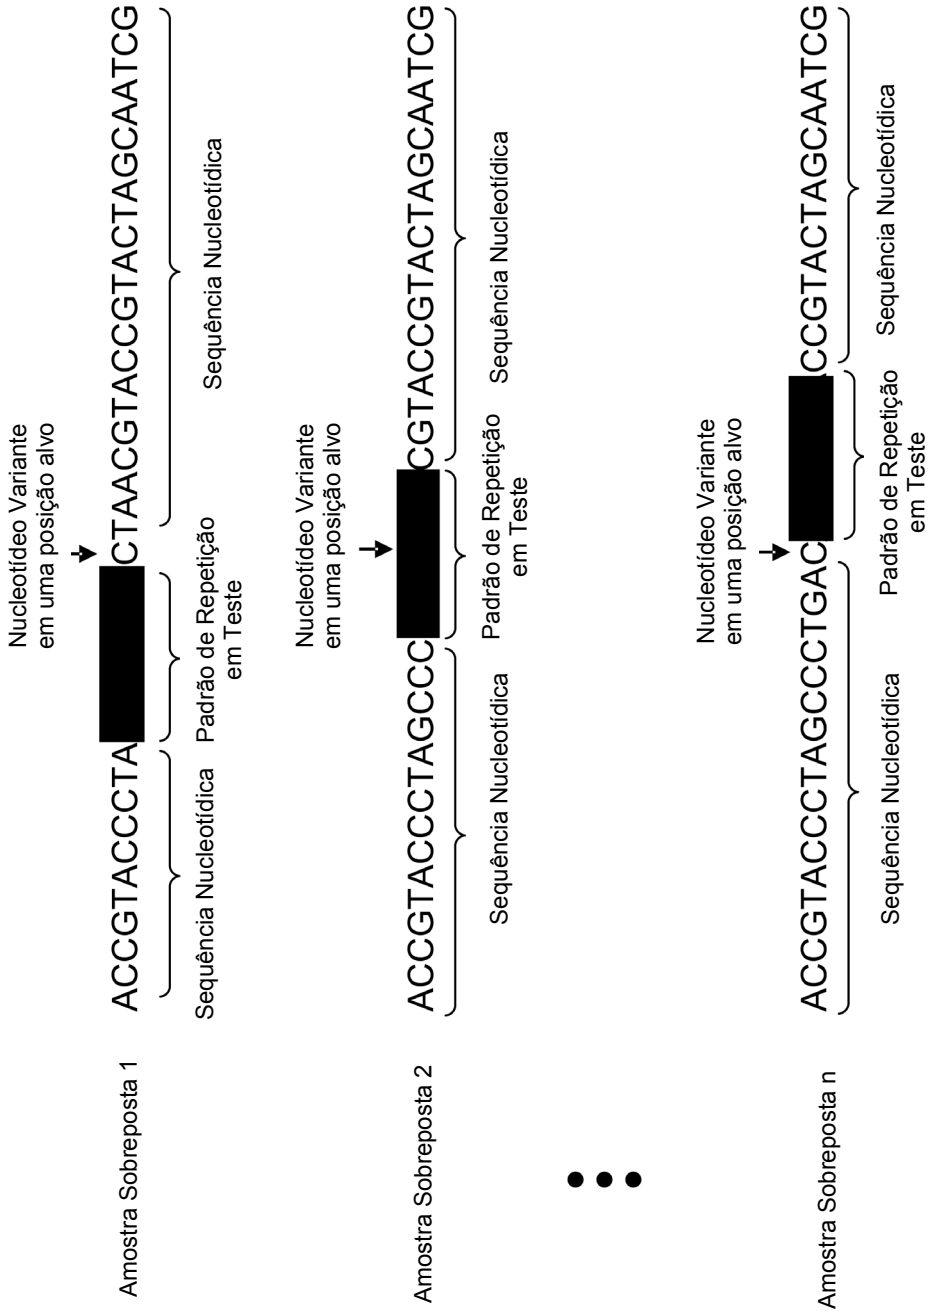 Nucleotídeo Variante
em uma posição alvo
Amostra Sobreposta 1
ACCGTACCCTA
CTAACGTACCGTACTAGCAATCG
Sequência Nucleotídica
Padrão de Repetição
em Teste
Sequência Nucleotídica
Nucleotídeo Variante
em uma posição alvo
Amostra Sobreposta 2
ACCGTACCCTAGCCC
CGTACCGTACTAGCAATCG
Sequência Nucleotídica
Padrão de Repetição
em Teste
Sequência Nucleotídica
Nucleotídeo Variante
em uma posição alvo
Amostra Sobreposta n
ACCGTACCCTAGCCCTGAC
CCGTACTAGCAATCG
Sequência Nucleotídica
Padrão de Repetição
em Teste
Sequência Nucleotídica